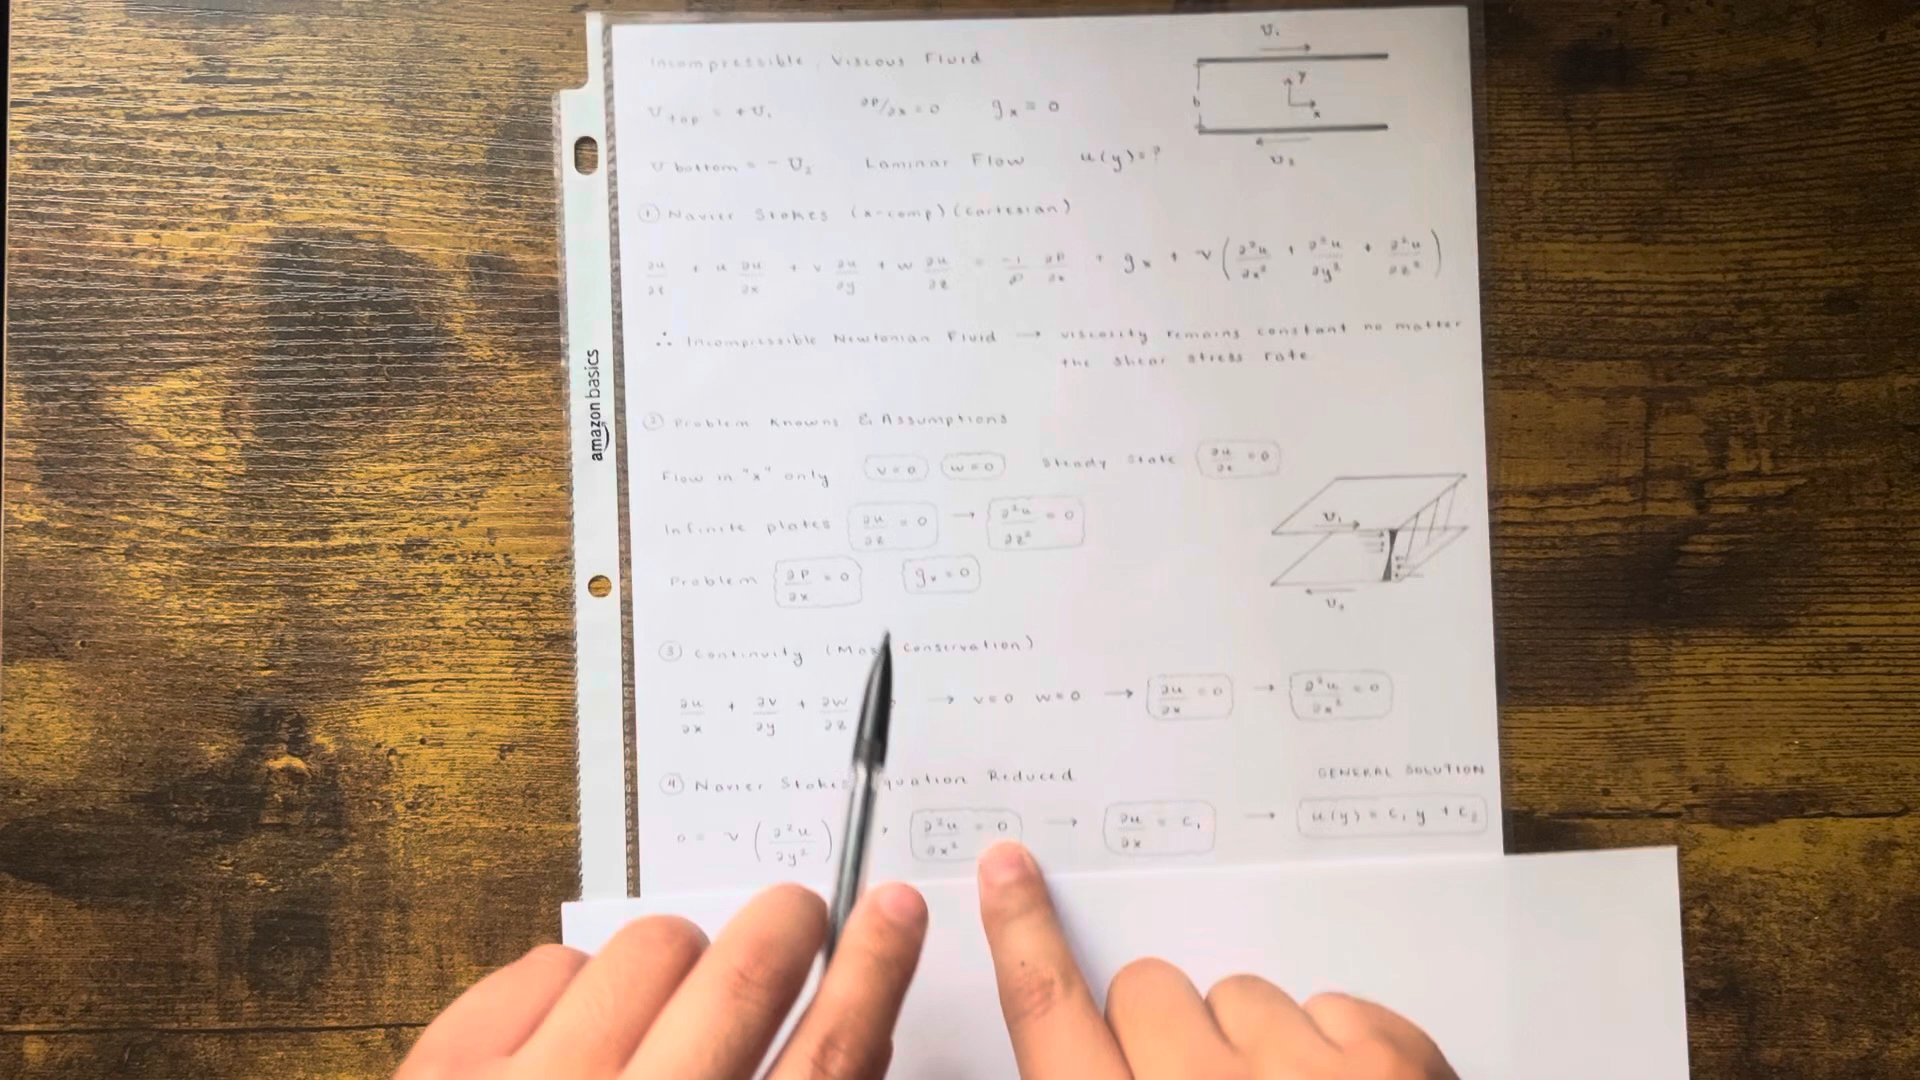 Incompressible, Viscous Fluid
U top = + U₁ ∂P/∂x = 0 gₓ = 0
U bottom = - U₂ Laminar Flow u(y)=?
U₁
y
x
b
U₂
① Navier Stokes (x-comp) (Cartesian)
∂u/∂t + u ∂u/∂x + v ∂u/∂y + w ∂u/∂z = -1/ρ ∂P/∂x + gₓ + ν (∂²u/∂x² + ∂²u/∂y² + ∂²u/∂z²)
∴ Incompressible Newtonian Fluid → viscosity remains constant no matter
the shear stress rate
② Problem Knowns & Assumptions
Flow in "x" only v = 0 w = 0 Steady State ∂u/∂t = 0
Infinite plates ∂u/∂z = 0 → ∂²u/∂z² = 0
Problem ∂P/∂x = 0 gₓ = 0
U₁
U₂
③ Continuity (Mass Conservation)
∂u/∂x + ∂v/∂y + ∂w/∂z → v = 0 w = 0 → ∂u/∂x = 0 → ∂²u/∂x² = 0
④ Navier Stokes Equation Reduced
0 = ν (∂²u/∂y²) → ∂²u/∂x² = 0 → ∂u/∂x = C₁ →
GENERAL SOLUTION
u(y) = C₁ y + C₂
amazon basics